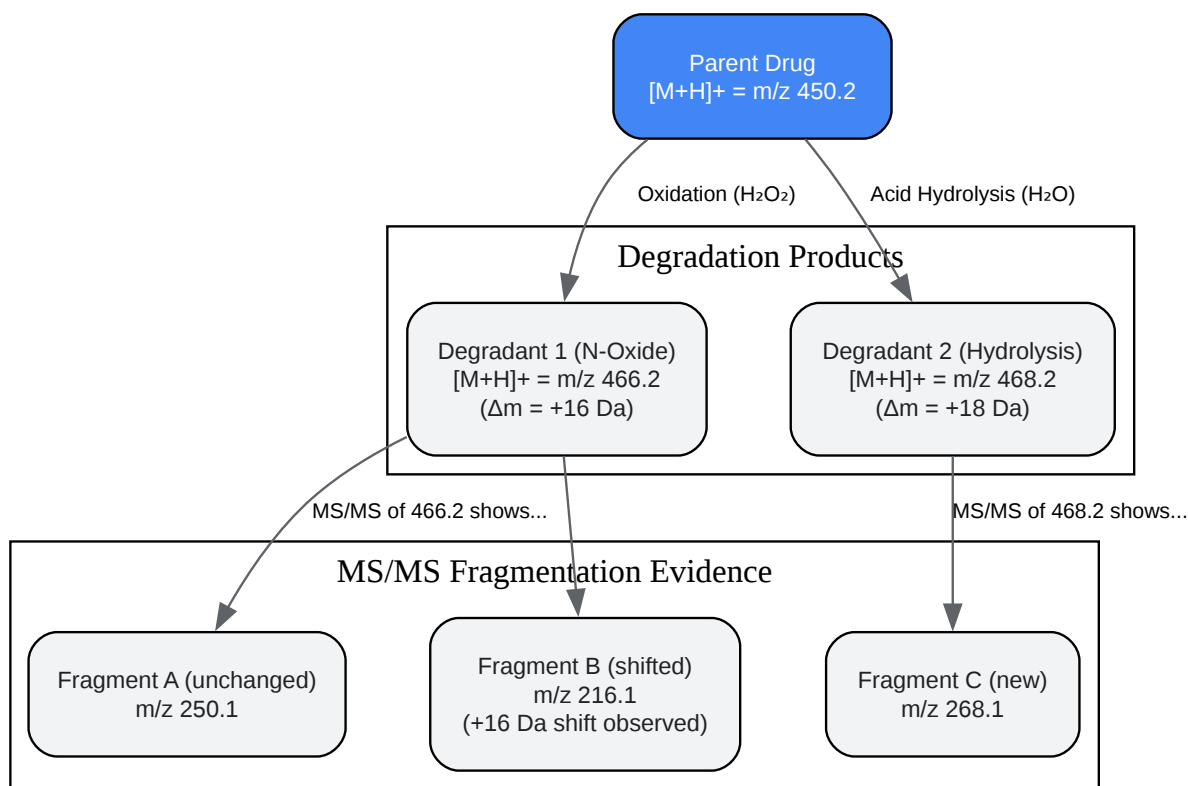 Parent Drug
[M+H]+ = m/z 450.2
Oxidation (H₂O₂)
Acid Hydrolysis (H₂O)
Degradation Products
Degradant 1 (N-Oxide)
[M+H]+ = m/z 466.2
(Δm = +16 Da)
Degradant 2 (Hydrolysis)
[M+H]+ = m/z 468.2
(Δm = +18 Da)
MS/MS of 466.2 shows...
MS/MS of 468.2 shows...
MS/MS Fragmentation Evidence
Fragment A (unchanged)
m/z 250.1
Fragment B (shifted)
m/z 216.1
(+16 Da shift observed)
Fragment C (new)
m/z 268.1